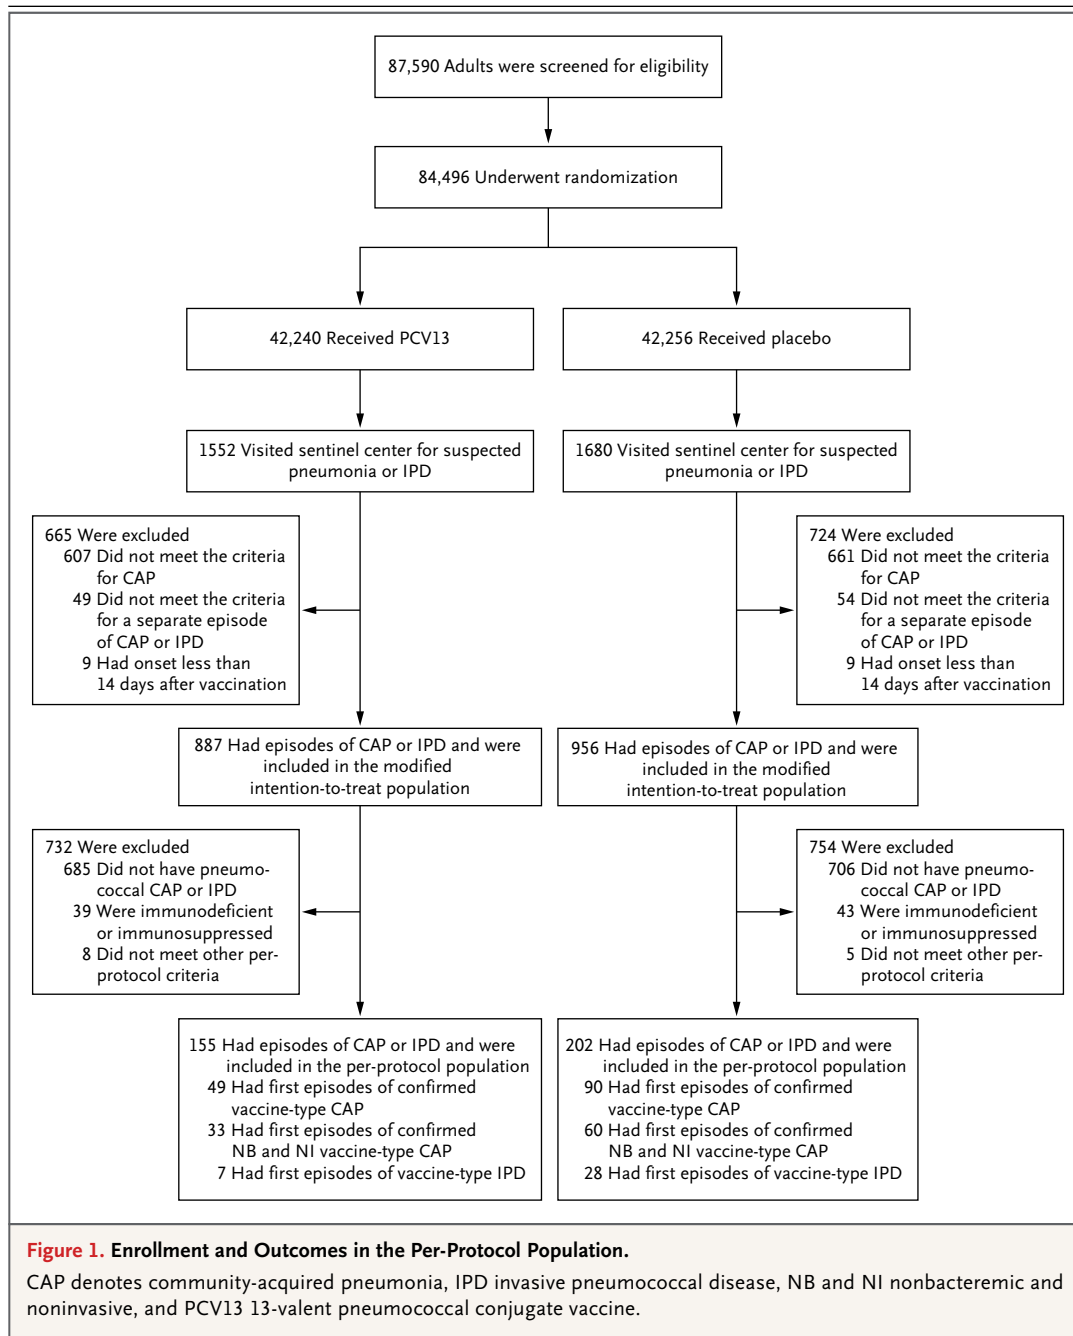 87,590 Adults were screened for eligibility
84,496 Underwent randomization
42,240 Received PCV13
42,256 Received placebo
1552 Visited sentinel center for suspected
pneumonia or IPD
1680 Visited sentinel center for suspected
pneumonia or IPD
665 Were excluded
607 Did not meet the criteria
for CAP
49 Did not meet the criteria
for a separate episode
of CAP or IPD
9 Had onset less than
14 days after vaccination
724 Were excluded
661 Did not meet the criteria
for CAP
54 Did not meet the criteria
for a separate episode
of CAP or IPD
9 Had onset less than
14 days after vaccination
887 Had episodes of CAP or IPD and were
included in the modified
intention-to-treat population
956 Had episodes of CAP or IPD and were
included in the modified
intention-to-treat population
732 Were excluded
685 Did not have pneumo-
coccal CAP or IPD
39 Were immunodeficient
or immunosuppressed
8 Did not meet other per-
protocol criteria
754 Were excluded
706 Did not have pneumo-
coccal CAP or IPD
43 Were immunodeficient
or immunosuppressed
5 Did not meet other per-
protocol criteria
155 Had episodes of CAP or IPD and were
included in the per-protocol population
49 Had first episodes of confirmed
vaccine-type CAP
33 Had first episodes of confirmed
NB and NI vaccine-type CAP
7 Had first episodes of vaccine-type IPD
202 Had episodes of CAP or IPD and were
included in the per-protocol population
90 Had first episodes of confirmed
vaccine-type CAP
60 Had first episodes of confirmed
NB and NI vaccine-type CAP
28 Had first episodes of vaccine-type IPD
Figure 1. Enrollment and Outcomes in the Per-Protocol Population.
CAP denotes community-acquired pneumonia, IPD invasive pneumococcal disease, NB and NI nonbacteremic and
noninvasive, and PCV13 13-valent pneumococcal conjugate vaccine.